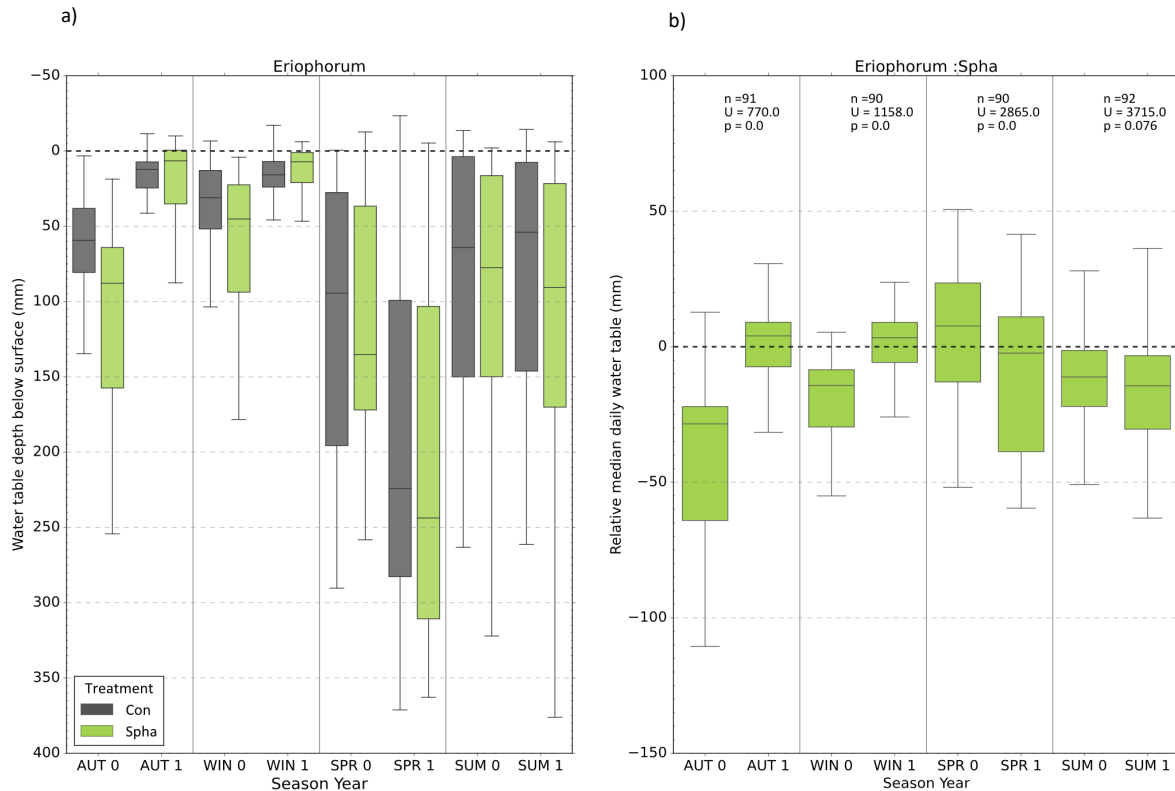 a)
Eriophorum
−50
0
50
100
150
200
250
300
350
400
Water table depth below surface (mm)
Treatment
Con
Spha
AUT 0 AUT 1 WIN 0 WIN 1 SPR 0 SPR 1 SUM 0 SUM 1
Season Year
b)
Eriophorum :Spha
100
50
0
−50
−100
−150
Relative median daily water table (mm)
n =91
U = 770.0
p = 0.0
n =90
U = 1158.0
p = 0.0
n =90
U = 2865.0
p = 0.0
n =92
U = 3715.0
p = 0.076
AUT 0 AUT 1 WIN 0 WIN 1 SPR 0 SPR 1 SUM 0 SUM 1
Season Year